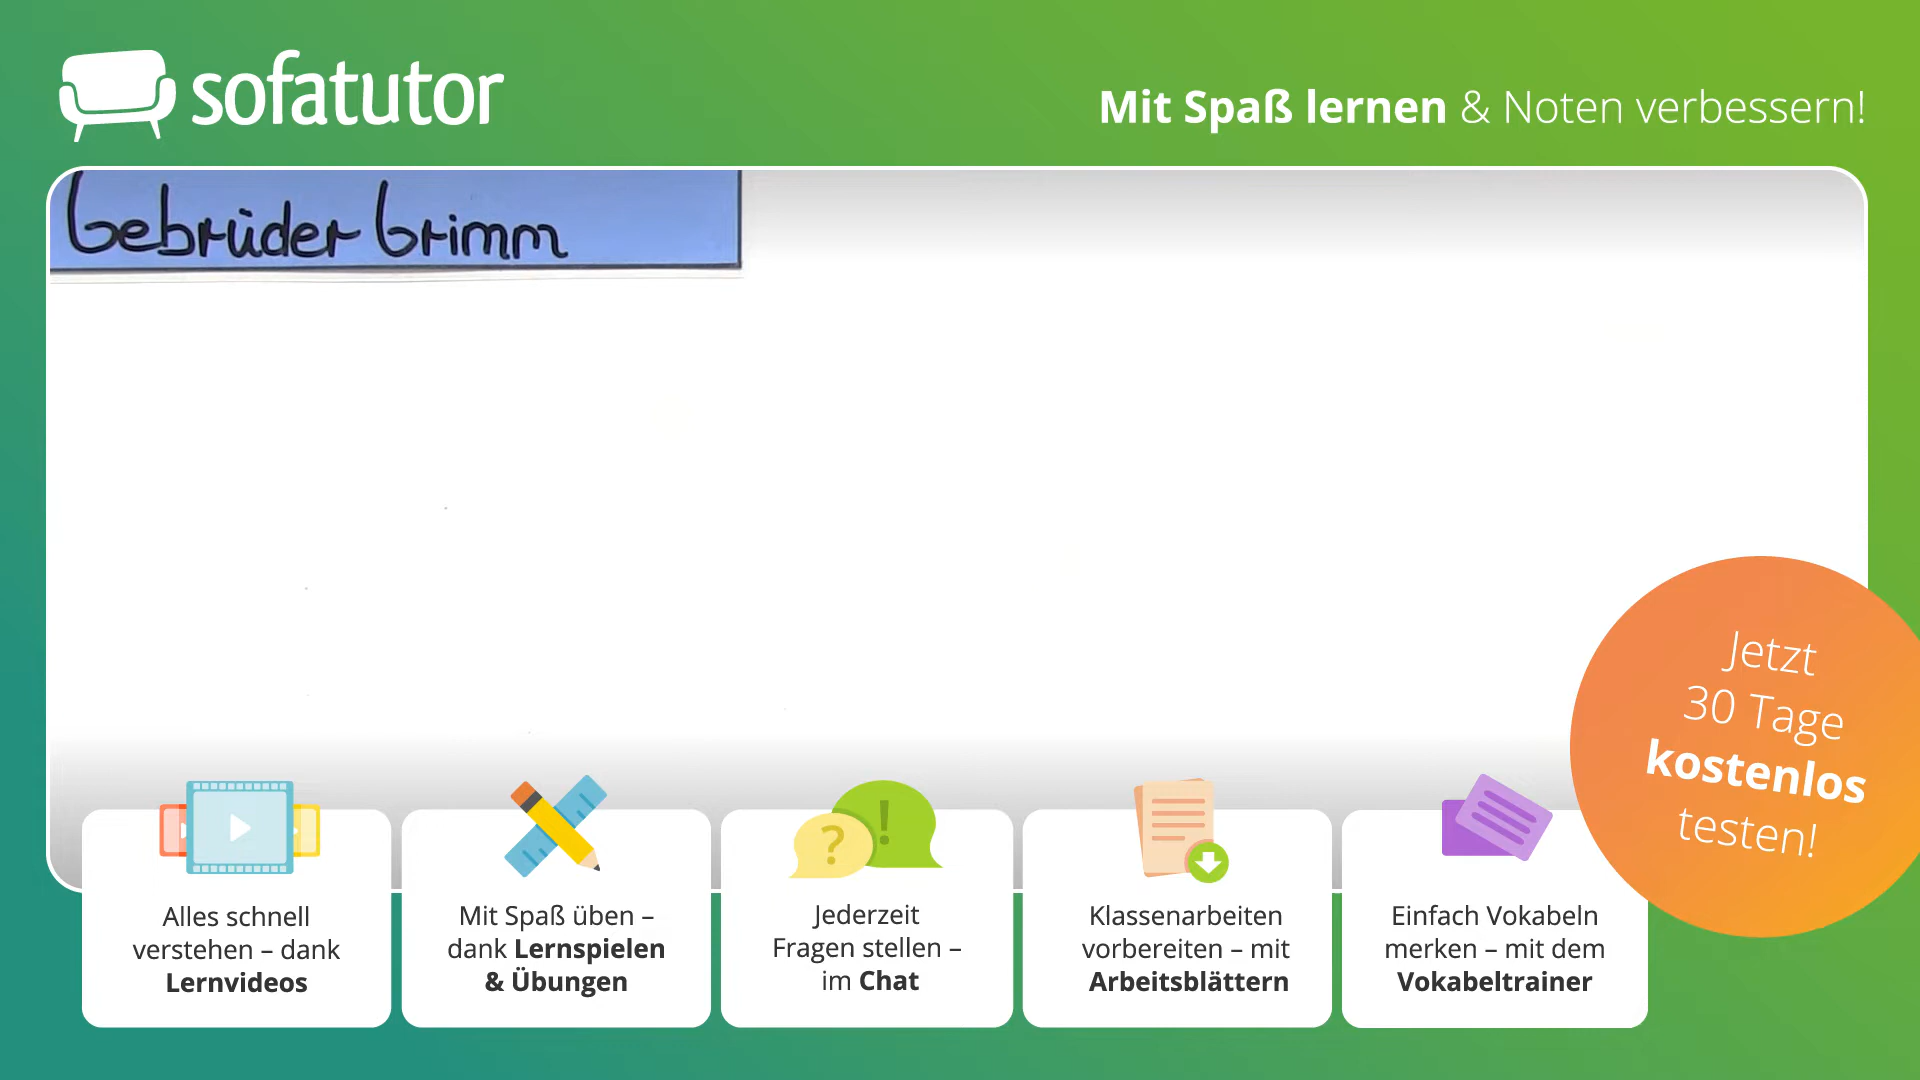 sofatutor
Mit Spaß lernen & Noten verbessern!
Gebrüder Grimm
Jetzt
30 Tage
kostenlos
testen!
?
!
Alles schnell
verstehen – dank
Lernvideos
Mit Spaß üben –
dank Lernspielen
& Übungen
Jederzeit
Fragen stellen –
im Chat
Klassenarbeiten
vorbereiten – mit
Arbeitsblättern
Einfach Vokabeln
merken – mit dem
Vokabeltrainer